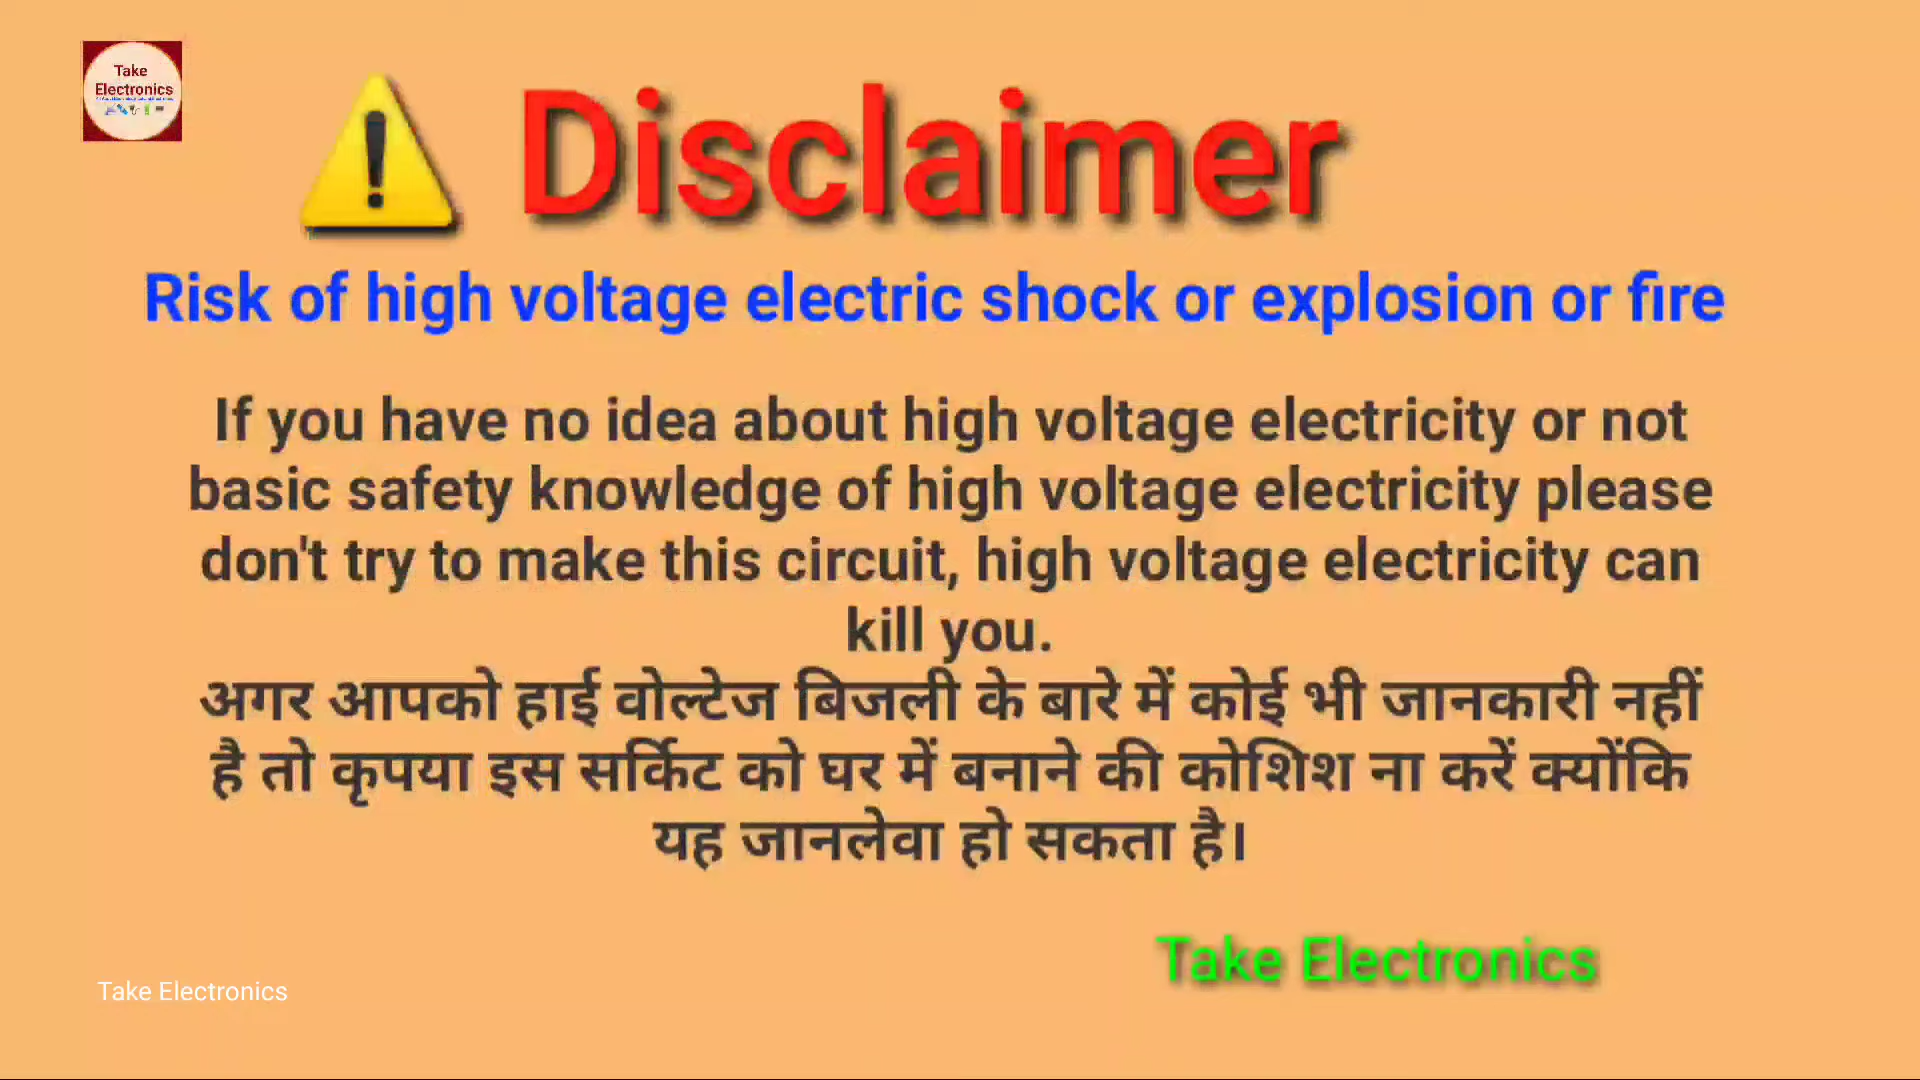 Take
Electronics
Disclaimer
Risk of high voltage electric shock or explosion or fire
If you have no idea about high voltage electricity or not
basic safety knowledge of high voltage electricity please
don't try to make this circuit, high voltage electricity can
kill you.
अगर आपको हाई वोल्टेज बिजली के बारे में कोई भी जानकारी नहीं
है तो कृपया इस सर्किट को घर में बनाने की कोशिश ना करें क्योंकि
यह जानलेवा हो सकता है।
Take Electronics
Take Electronics